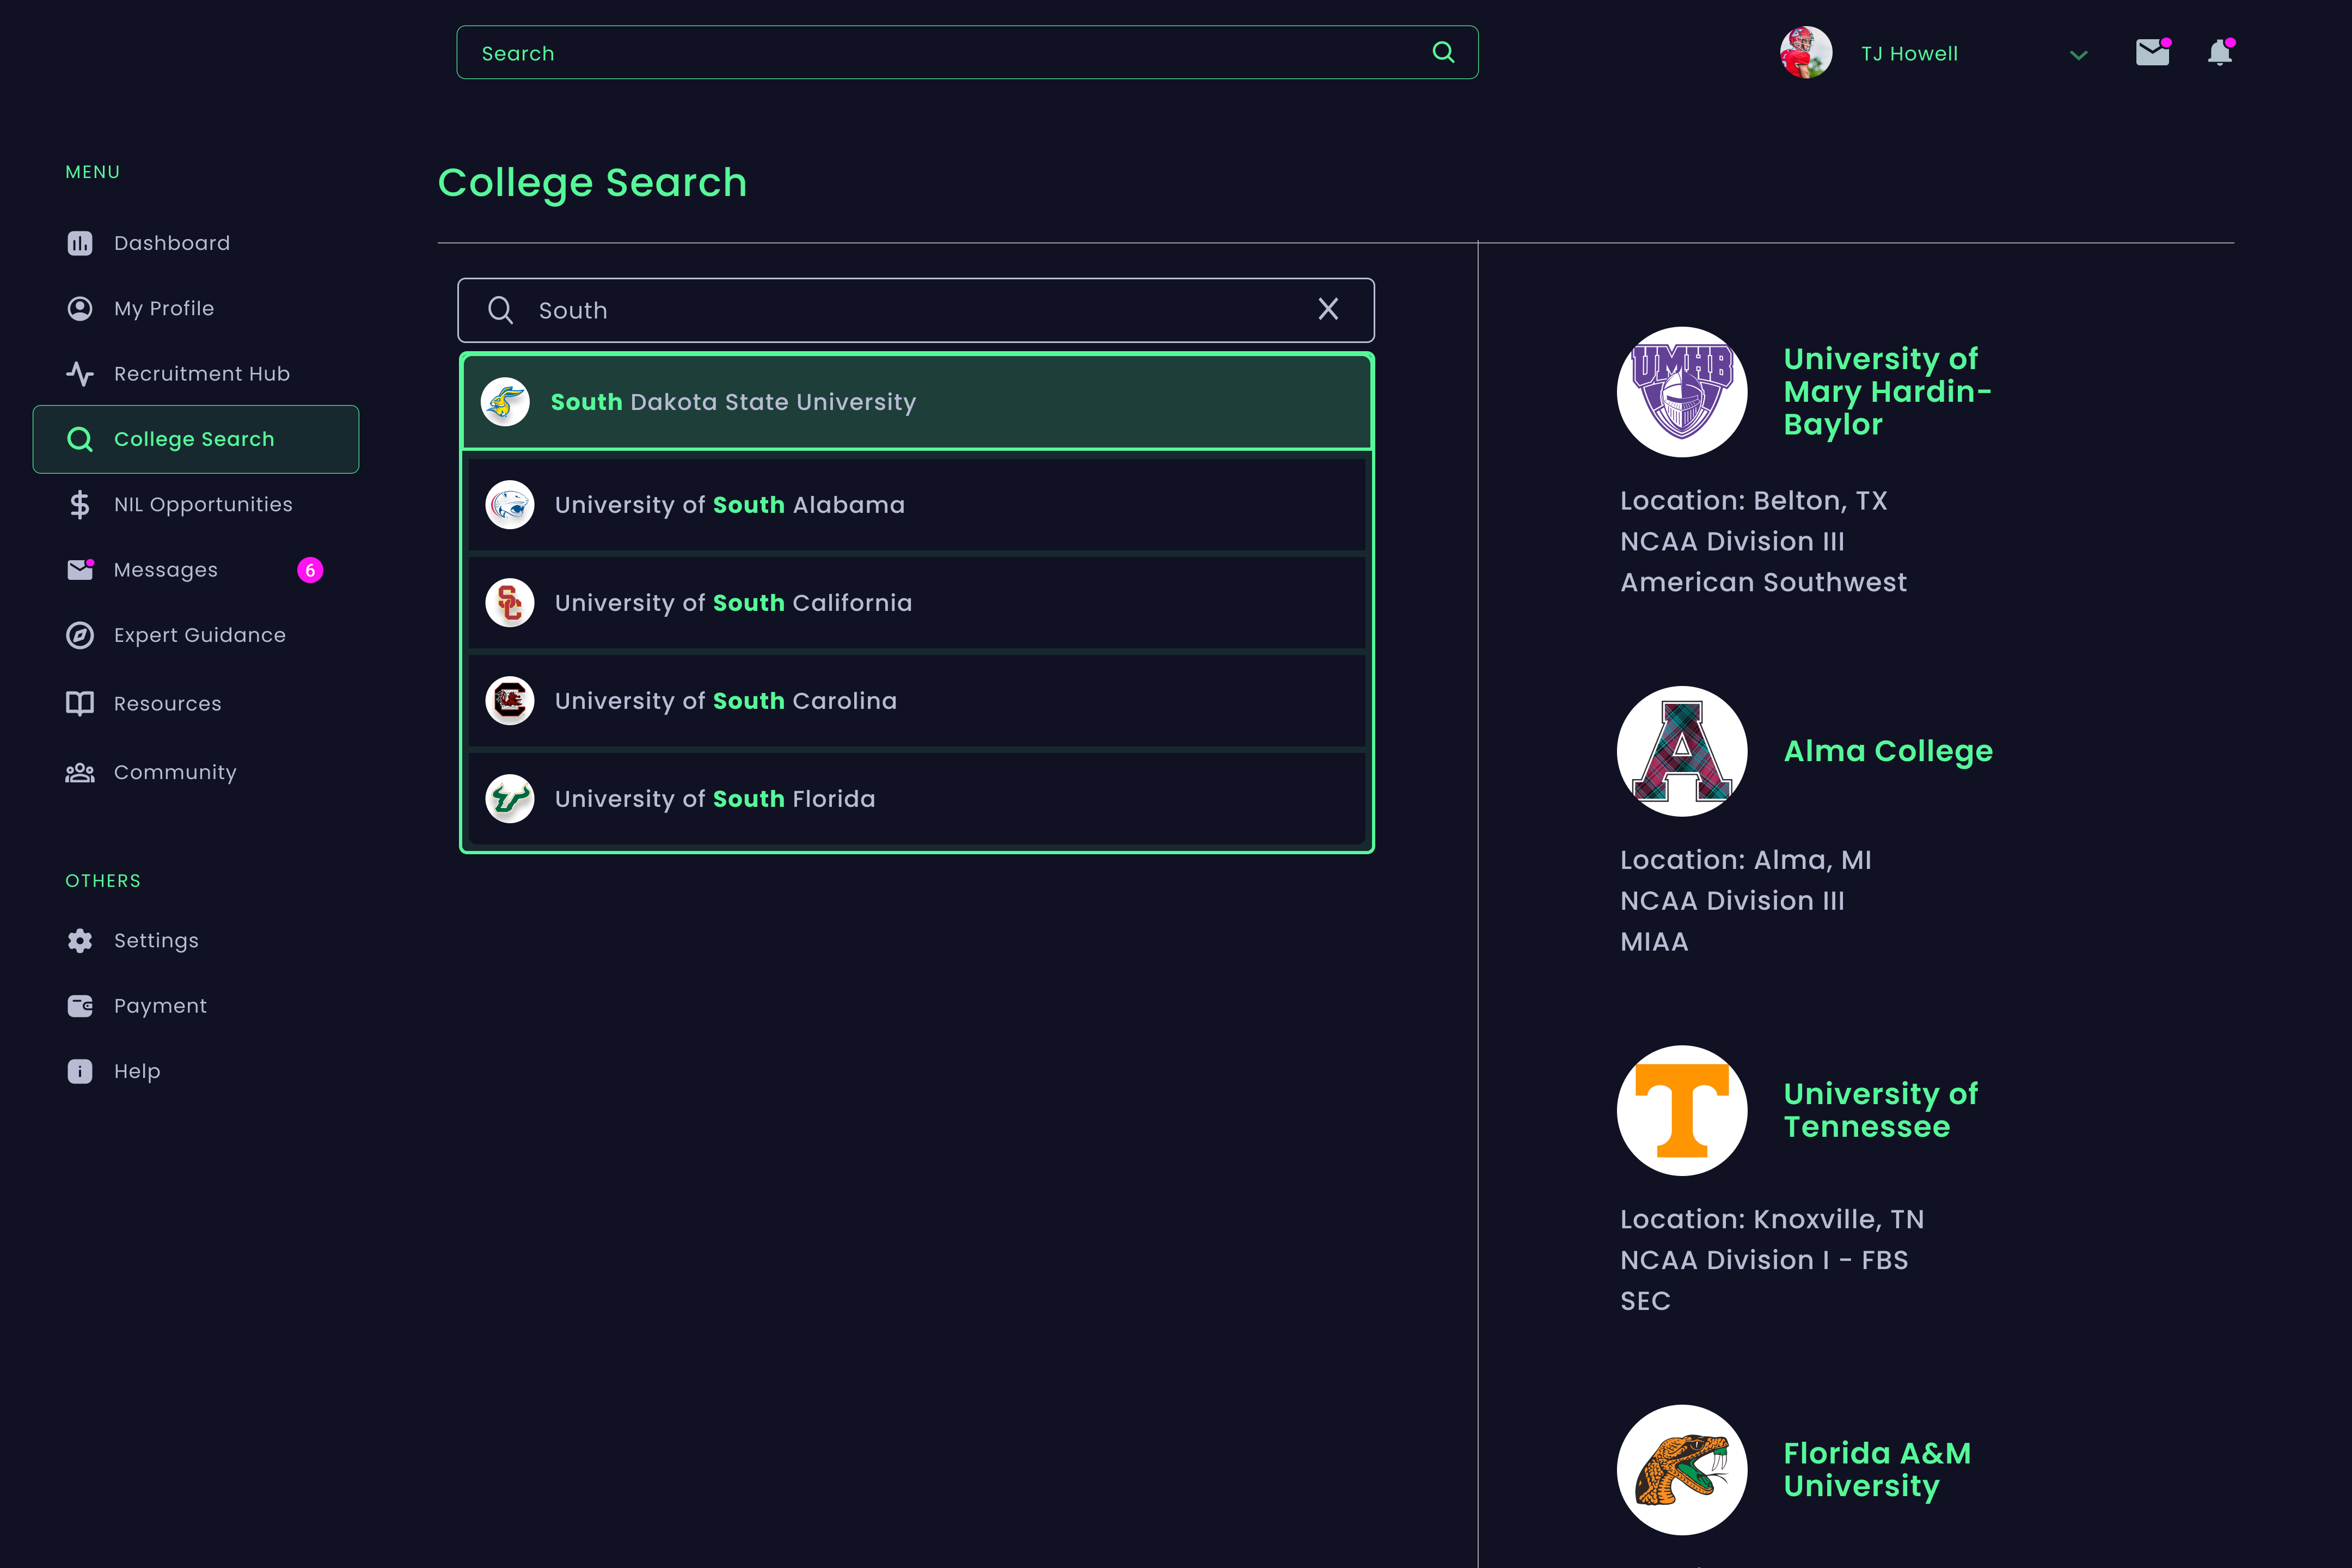 Search
TJ Howell
MENU
Dashboard
My Profile
Recruitment Hub
College Search
NIL Opportunities
Messages
6
Expert Guidance
Resources
Community
OTHERS
Settings
Payment
Help
College Search
South
South Dakota State University
University of South Alabama
SC
University of South California
C
University of South Carolina
University of South Florida
UMHB
University of
Mary Hardin-
Baylor
Location: Belton, TX
NCAA Division III
American Southwest
A
Alma College
Location: Alma, MI
NCAA Division III
MIAA
T
University of
Tennessee
Location: Knoxville, TN
NCAA Division I - FBS
SEC
Florida A&M
University